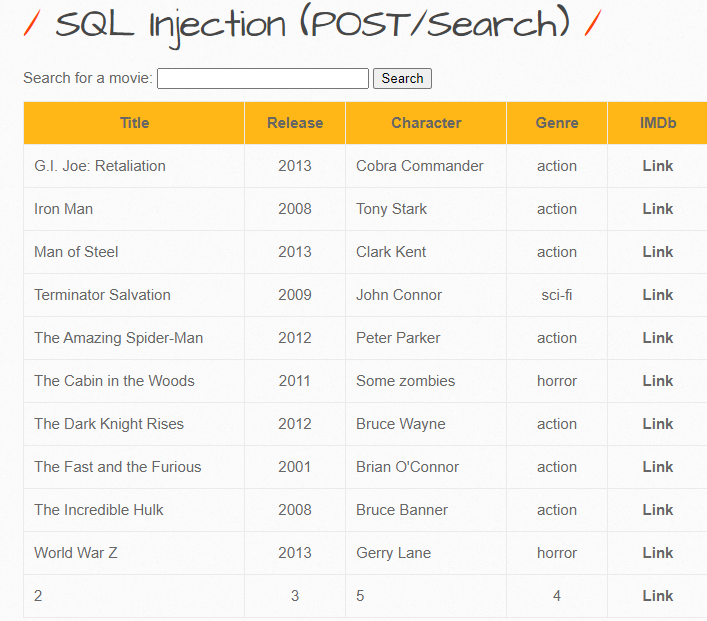 / SQL Injection (POST/Search) /
Search for a movie: Search
Title Release Character Genre IMDb
G.I. Joe: Retaliation 2013 Cobra Commander action Link
Iron Man 2008 Tony Stark action Link
Man of Steel 2013 Clark Kent action Link
Terminator Salvation 2009 John Connor sci-fi Link
The Amazing Spider-Man 2012 Peter Parker action Link
The Cabin in the Woods 2011 Some zombies horror Link
The Dark Knight Rises 2012 Bruce Wayne action Link
The Fast and the Furious 2001 Brian O'Connor action Link
The Incredible Hulk 2008 Bruce Banner action Link
World War Z 2013 Gerry Lane horror Link
2 3 5 4 Link